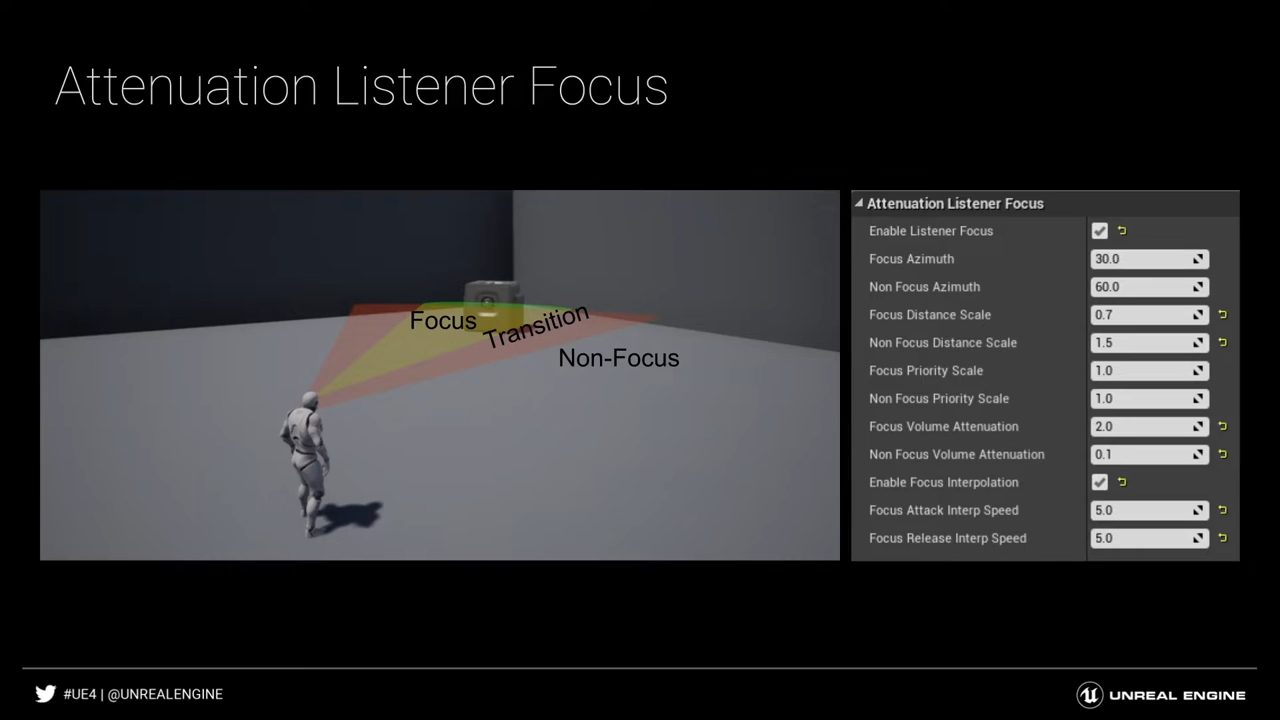 Attenuation Listener Focus
Focus
Transition
Non-Focus
Attenuation Listener Focus
Enable Listener Focus
Focus Azimuth 30.0
Non Focus Azimuth 60.0
Focus Distance Scale 0.7
Non Focus Distance Scale 1.5
Focus Priority Scale 1.0
Non Focus Priority Scale 1.0
Focus Volume Attenuation 2.0
Non Focus Volume Attenuation 0.1
Enable Focus Interpolation
Focus Attack Interp Speed 5.0
Focus Release Interp Speed 5.0
#UE4 | @UNREALENGINE
UNREAL ENGINE